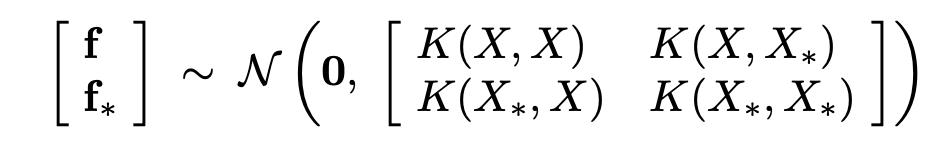 [ 𝐟 ; 𝐟∗ ] ∼ 𝒩 ( 𝟎, [ K(X, X) K(X, X∗) ; K(X∗, X) K(X∗, X∗) ] )